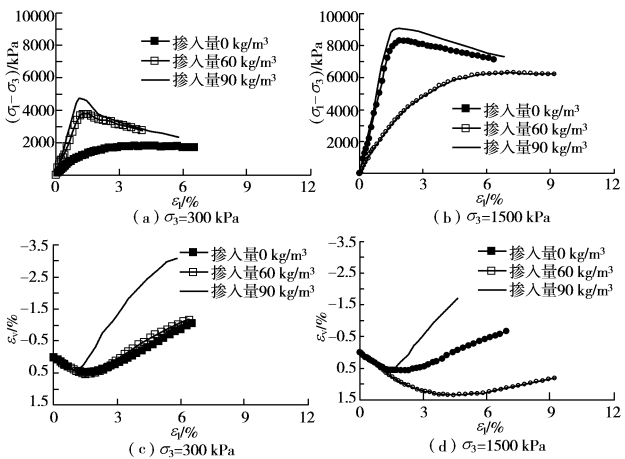 (σ₁−σ₃)/kPa
10000
8000
6000
4000
2000
掺入量0 kg/m³
掺入量60 kg/m³
掺入量90 kg/m³
0 3 6 9 12
ε₁/%
(a) σ₃=300 kPa
(σ₁−σ₃)/kPa
10000
8000
6000
4000
2000
0
掺入量0 kg/m³
掺入量60 kg/m³
掺入量90 kg/m³
0 3 6 9 12
ε₁/%
(b) σ₃=1500 kPa
εᵥ/%
−3.5
−2.5
−1.5
−0.5
0.5
1.5
掺入量0 kg/m³
掺入量60 kg/m³
掺入量90 kg/m³
0 3 6 9 12
ε₁/%
(c) σ₃=300 kPa
εᵥ/%
−3.5
−2.5
−1.5
−0.5
0.5
1.5
掺入量0 kg/m³
掺入量60 kg/m³
掺入量90 kg/m³
0 3 6 9 12
ε₁/%
(d) σ₃=1500 kPa